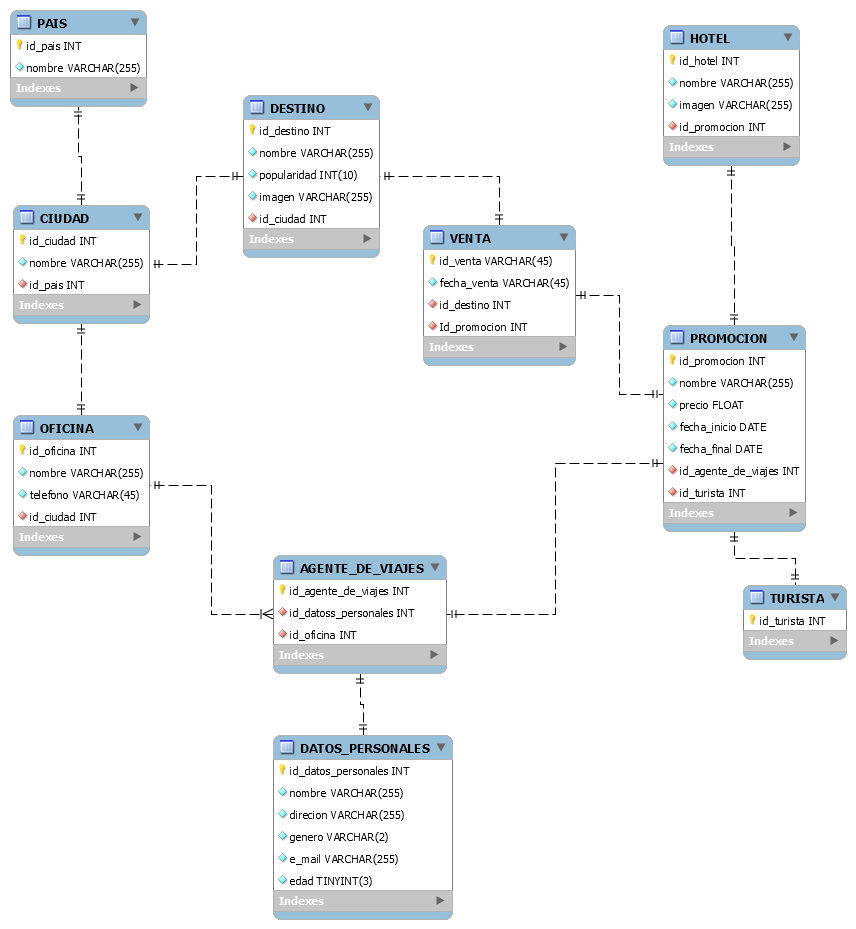 PAIS
id_pais INT
nombre VARCHAR(255)
Indexes
CIUDAD
id_ciudad INT
nombre VARCHAR(255)
id_pais INT
Indexes
OFICINA
id_oficina INT
nombre VARCHAR(255)
telefono VARCHAR(45)
id_ciudad INT
Indexes
DESTINO
id_destino INT
nombre VARCHAR(255)
popularidad INT(10)
imagen VARCHAR(255)
id_ciudad INT
Indexes
VENTA
id_venta VARCHAR(45)
fecha_venta VARCHAR(45)
id_destino INT
Id_promocion INT
Indexes
HOTEL
id_hotel INT
nombre VARCHAR(255)
imagen VARCHAR(255)
id_promocion INT
Indexes
PROMOCION
id_promocion INT
nombre VARCHAR(255)
precio FLOAT
fecha_inicio DATE
fecha_final DATE
id_agente_de_viajes INT
id_turista INT
Indexes
TURISTA
id_turista INT
Indexes
AGENTE_DE_VIAJES
id_agente_de_viajes INT
id_datoss_personales INT
id_oficina INT
Indexes
DATOS_PERSONALES
id_datos_personales INT
nombre VARCHAR(255)
direcion VARCHAR(255)
genero VARCHAR(2)
e_mail VARCHAR(255)
edad TINYINT(3)
Indexes